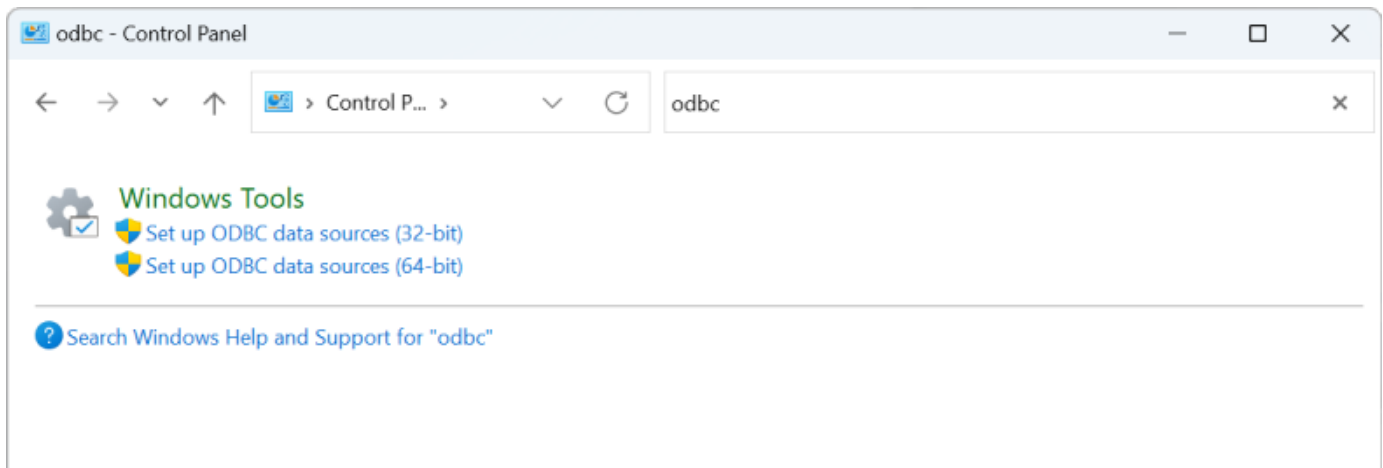 odbc - Control Panel
Control P...
odbc
Windows Tools
Set up ODBC data sources (32-bit)
Set up ODBC data sources (64-bit)
Search Windows Help and Support for "odbc"